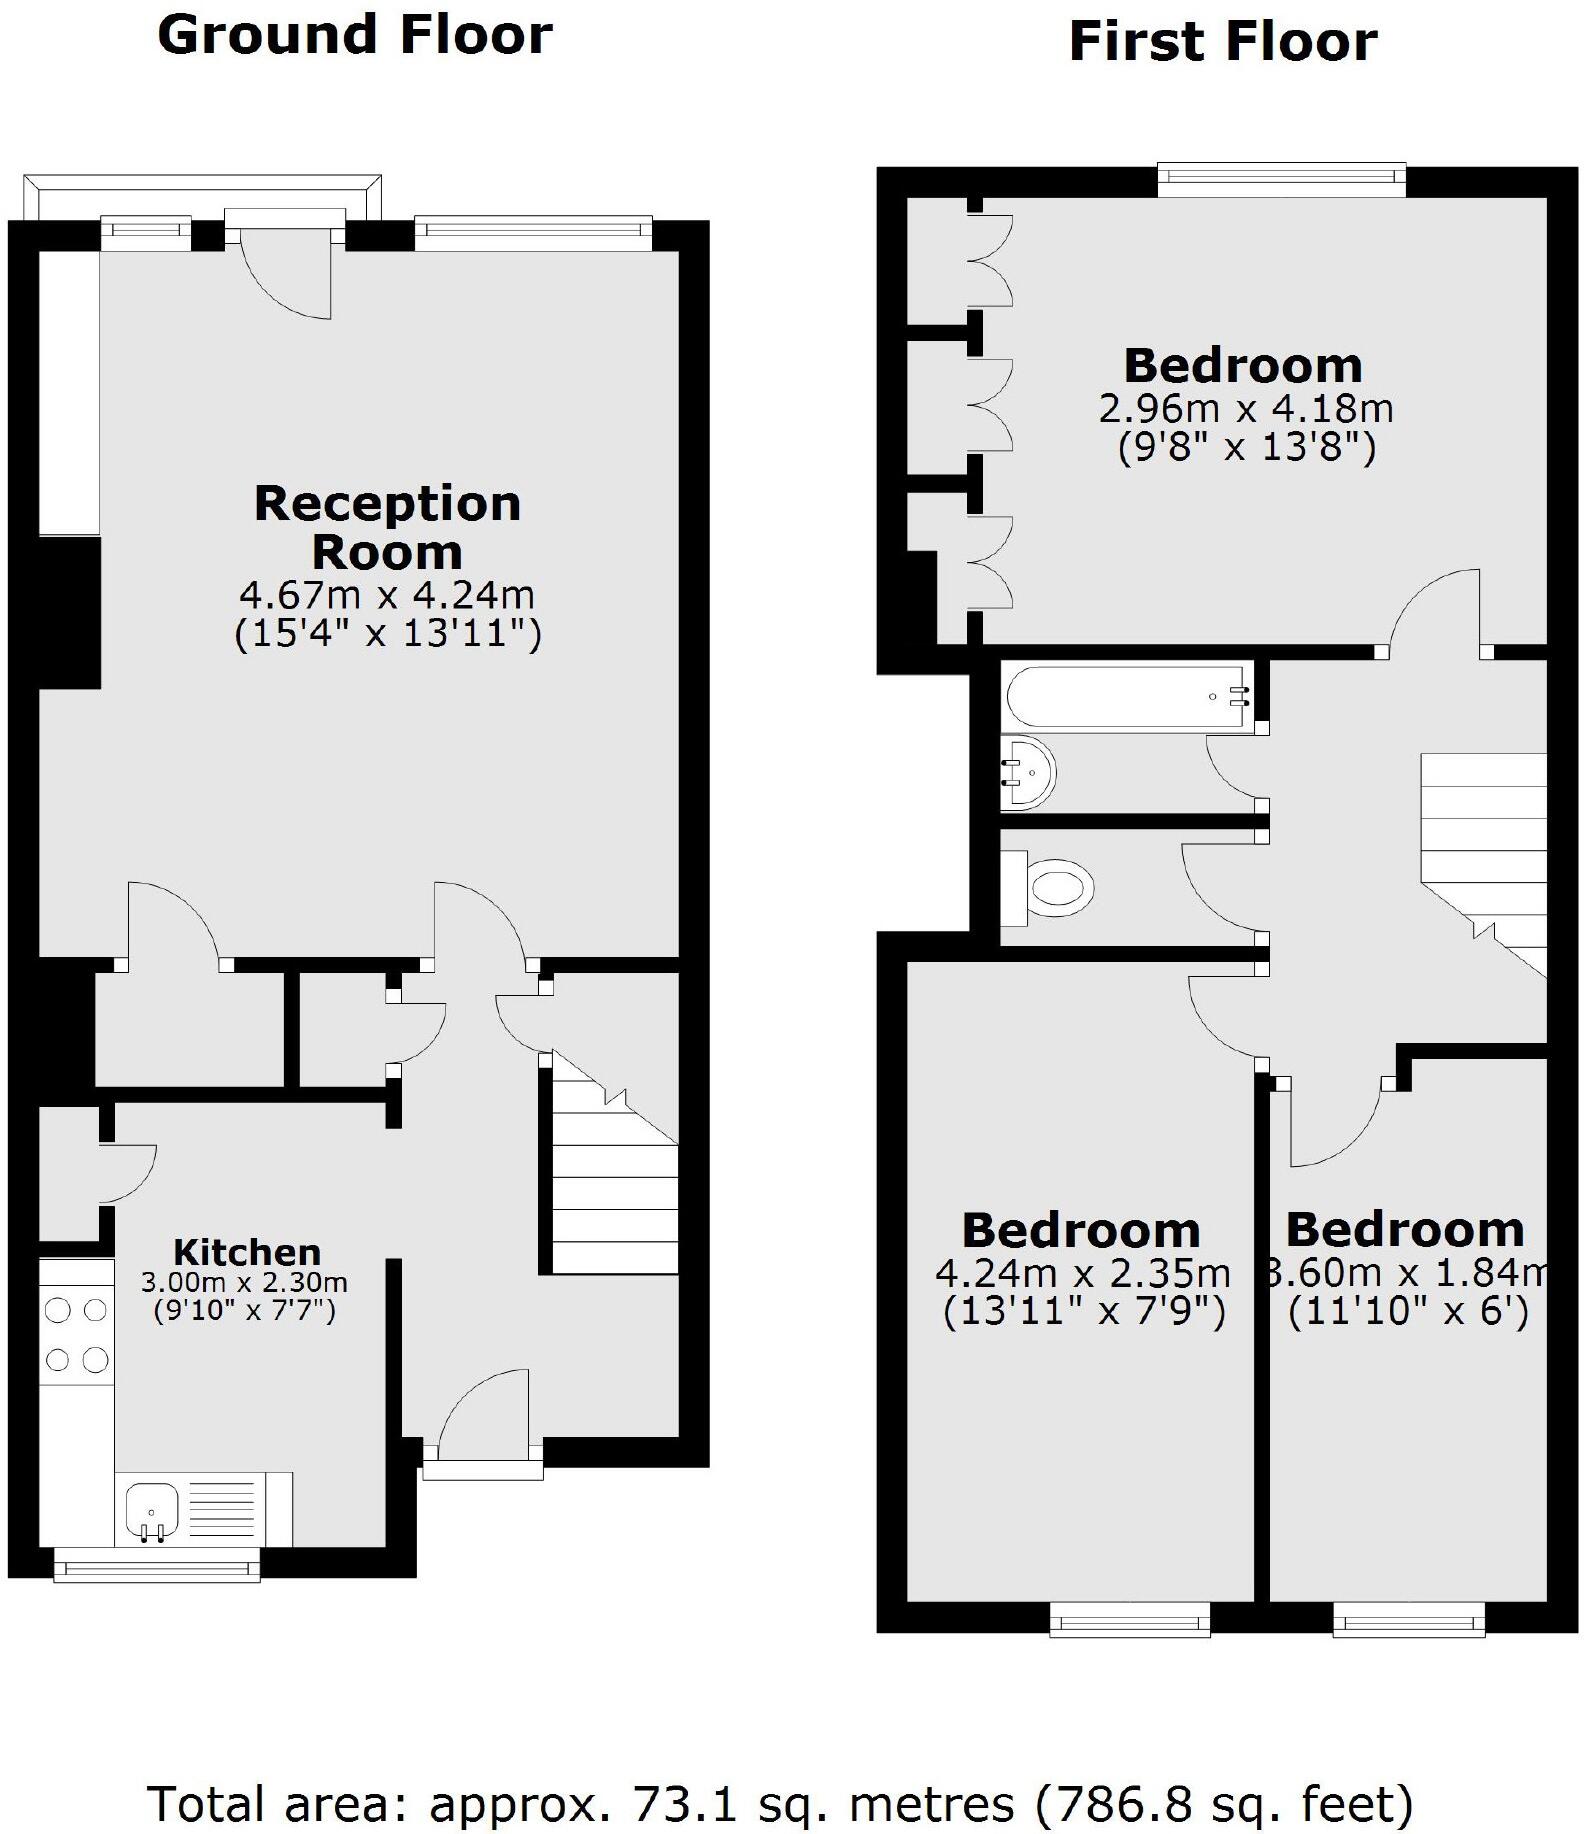 Ground Floor
First Floor
Reception
Room
4.67m x 4.24m
(15'4" x 13'11")
Kitchen
3.00m x 2.30m
(9'10" x 7'7")
Bedroom
2.96m x 4.18m
(9'8" x 13'8")
Bedroom
4.24m x 2.35m
(13'11" x 7'9")
Bedroom
3.60m x 1.84m
(11'10" x 6')
Total area: approx. 73.1 sq. metres (786.8 sq. feet)